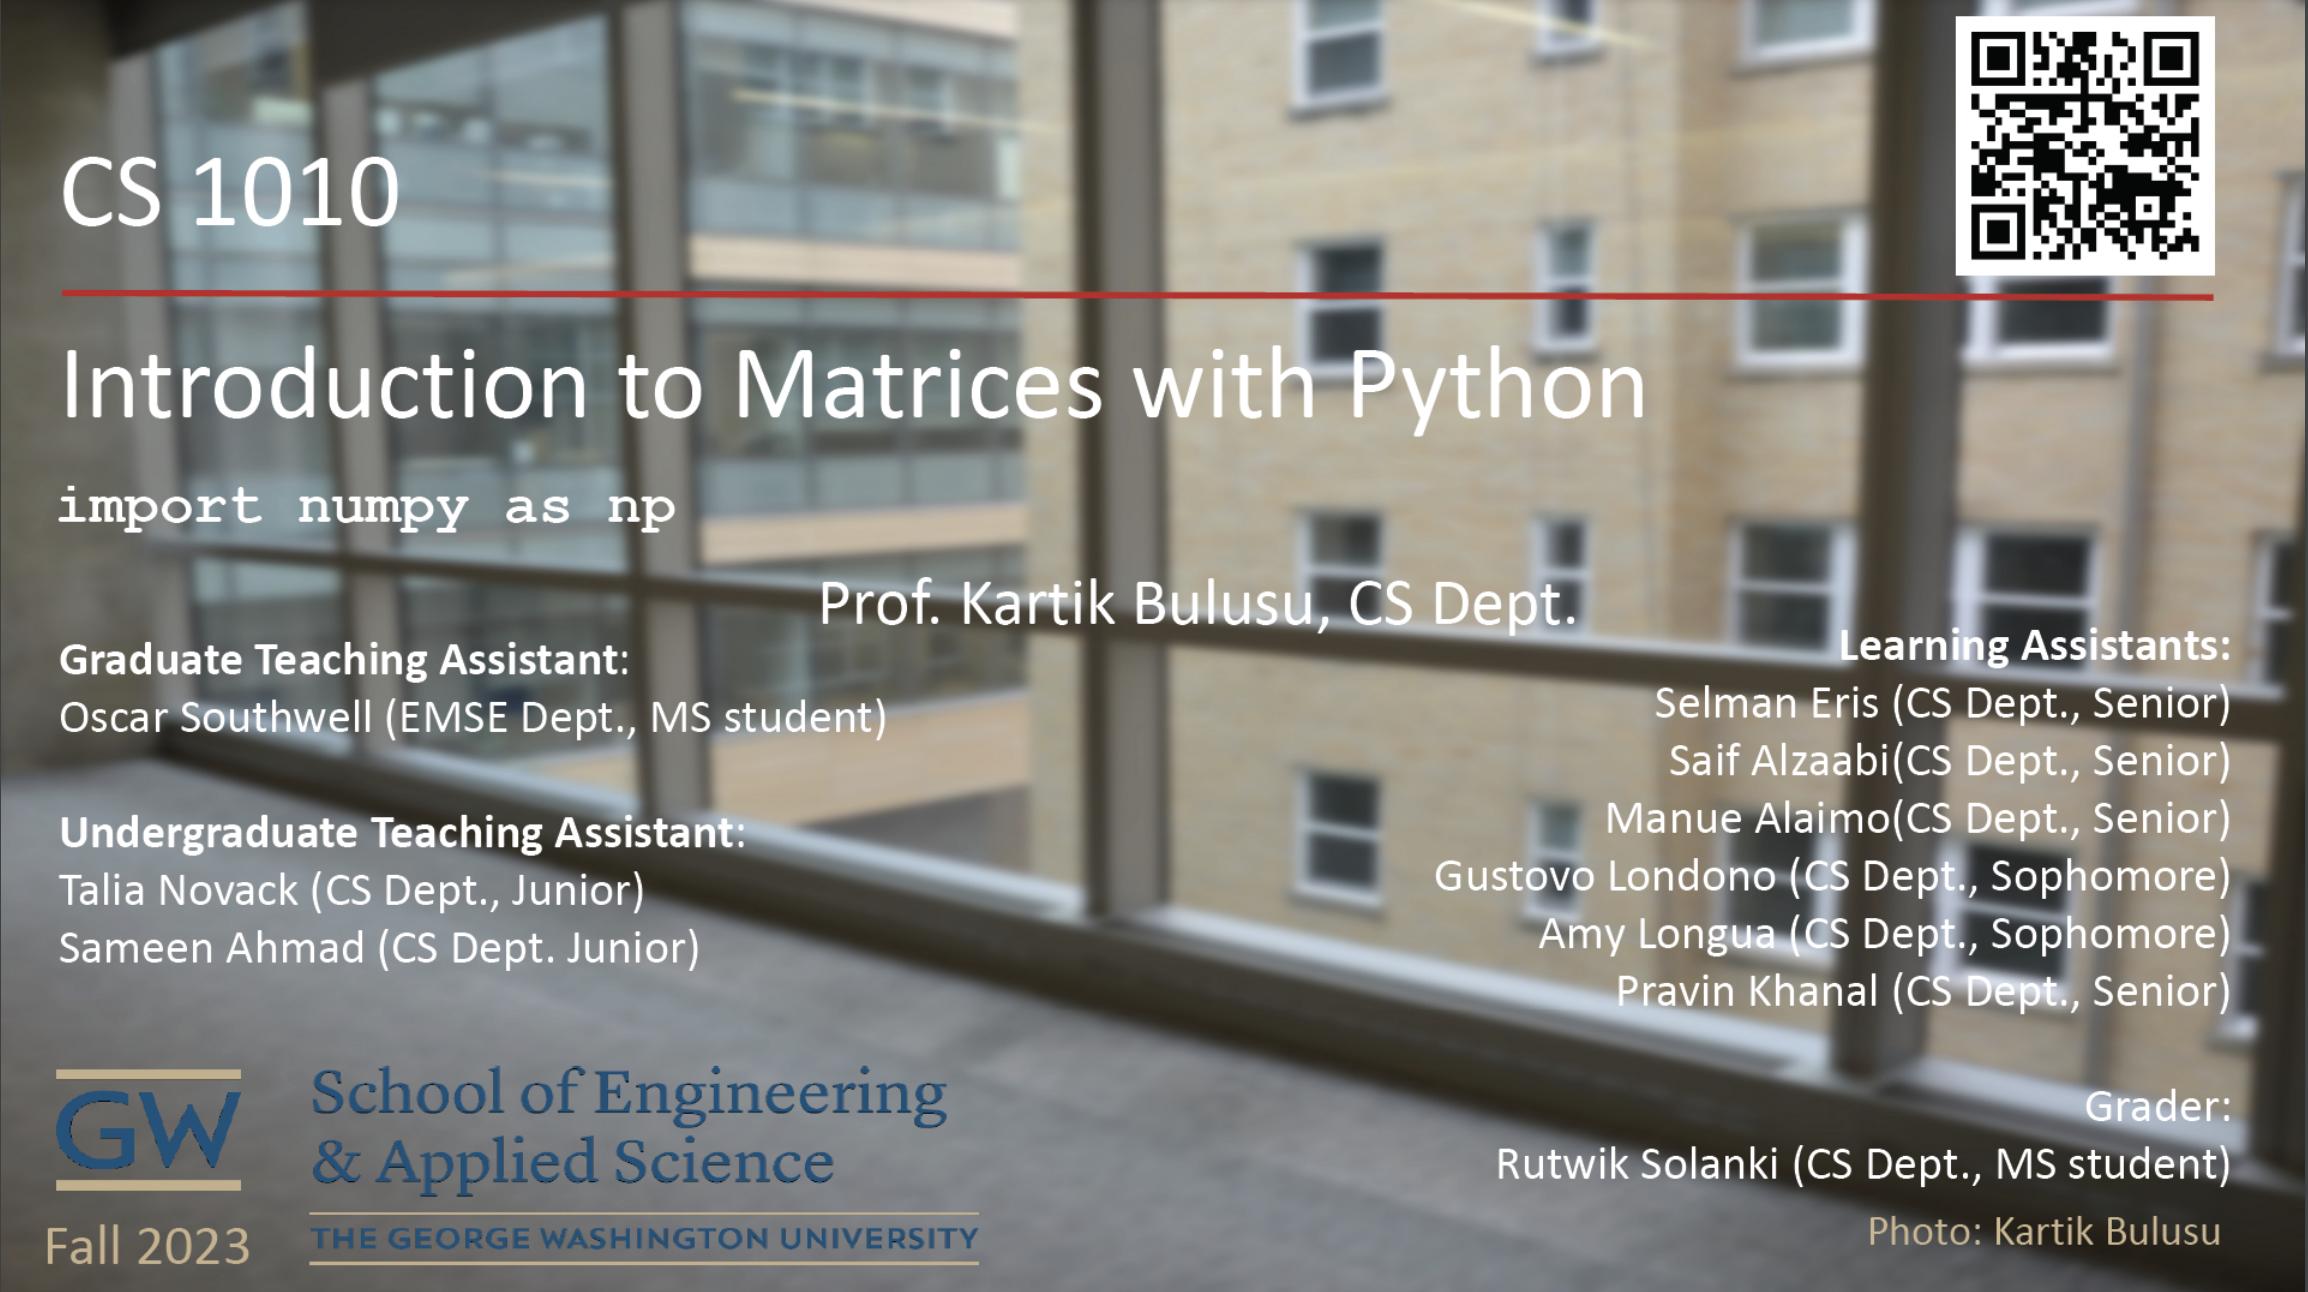 CS 1010
Introduction to Matrices with Python
import numpy as np
Prof. Kartik Bulusu, CS Dept.
Graduate Teaching Assistant:
Oscar Southwell (EMSE Dept., MS student)
Undergraduate Teaching Assistant:
Talia Novack (CS Dept., Junior)
Sameen Ahmad (CS Dept. Junior)
Learning Assistants:
Selman Eris (CS Dept., Senior)
Saif Alzaabi(CS Dept., Senior)
Manue Alaimo(CS Dept., Senior)
Gustovo Londono (CS Dept., Sophomore)
Amy Longua (CS Dept., Sophomore)
Pravin Khanal (CS Dept., Senior)
Grader:
Rutwik Solanki (CS Dept., MS student)
Photo: Kartik Bulusu
GW
School of Engineering
& Applied Science
THE GEORGE WASHINGTON UNIVERSITY
Fall 2023